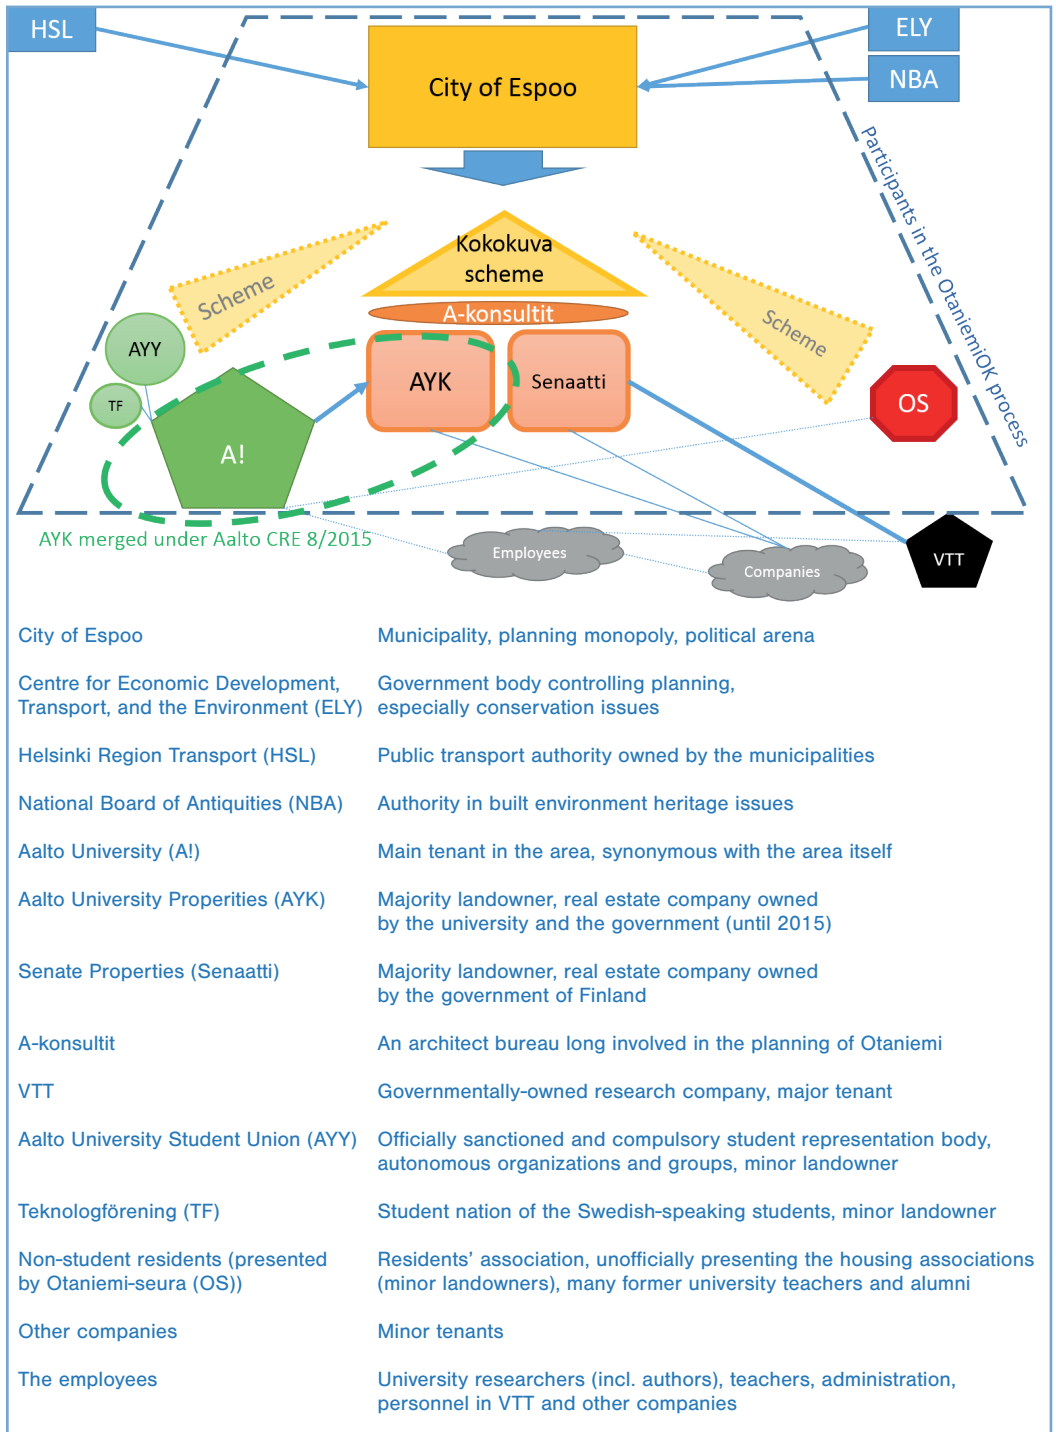 HSL
ELY
City of Espoo
NBA
Participants in the OtaniemiOK process
Kokokuva
scheme
Scheme
Scheme
A-konsultit
AYY
AYK
Senaatti
TF
OS
A!
AYK merged under Aalto CRE 8/2015
Employees
Companies
VTT
City of Espoo Municipality, planning monopoly, political arena
Centre for Economic Development, Government body controlling planning,
Transport, and the Environment (ELY) especially conservation issues
Helsinki Region Transport (HSL) Public transport authority owned by the municipalities
National Board of Antiquities (NBA) Authority in built environment heritage issues
Aalto University (A!) Main tenant in the area, synonymous with the area itself
Aalto University Properities (AYK) Majority landowner, real estate company owned
by the university and the government (until 2015)
Senate Properties (Senaatti) Majority landowner, real estate company owned
by the government of Finland
A-konsultit An architect bureau long involved in the planning of Otaniemi
VTT Governmentally-owned research company, major tenant
Aalto University Student Union (AYY) Officially sanctioned and compulsory student representation body,
autonomous organizations and groups, minor landowner
Teknologförening (TF) Student nation of the Swedish-speaking students, minor landowner
Non-student residents (presented Residents' association, unofficially presenting the housing associations
by Otaniemi-seura (OS)) (minor landowners), many former university teachers and alumni
Other companies Minor tenants
The employees University researchers (incl. authors), teachers, administration,
personnel in VTT and other companies